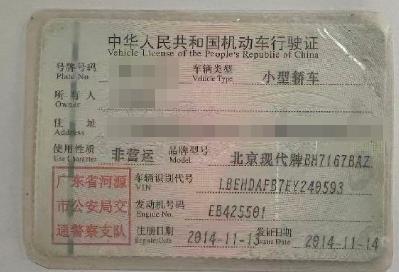 中华人民共和国机动车行驶证
Vehicle License of the People's Republic of China
号牌号码 车辆类型 小型轿车
Plate No Vehicle Type
所有人
Owner
住址
Address
使用性质 非营运 品牌型号 北京现代牌BH7167BAZ
Use Character Model
车辆识别代号 LBEHDAFB7EY240593
VIN
发动机号码 EB425501
Engine No.
注册日期 2014-11-13 发证日期 2014-11-14
Register Date Issue Date
广东省河源
市公安局交
通警察支队